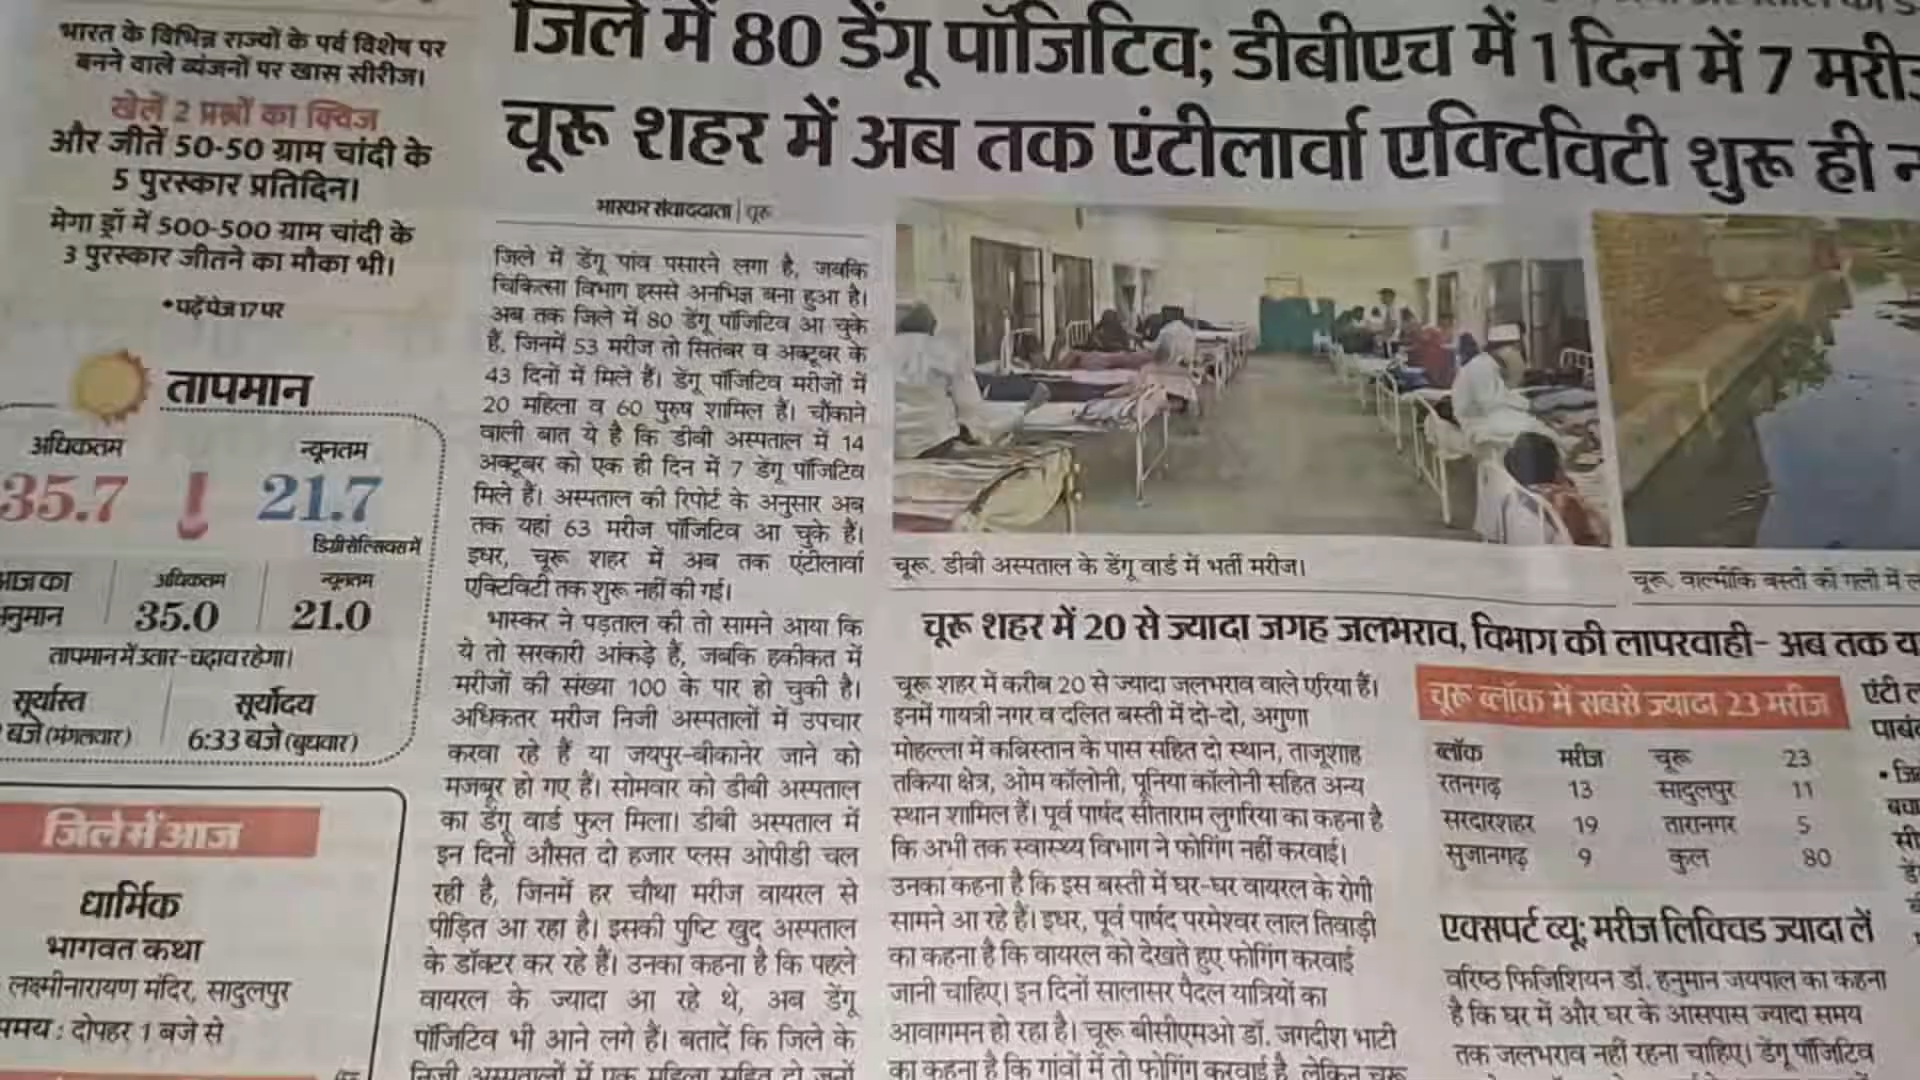 भारत के विभिन्न राज्यों के पर्व विशेष पर
बनने वाले व्यंजनों पर खास सीरीज।
खेलें 2 प्रश्नों का क्विज
और जीतें 50-50 ग्राम चांदी के
5 पुरस्कार प्रतिदिन।
मेगा ड्रॉ में 500-500 ग्राम चांदी के
3 पुरस्कार जीतने का मौका भी।
• पढ़ें पेज 17 पर
तापमान
अधिकतम न्यूनतम
35.7 21.7
डिग्री सेल्सियस में
आज का अधिकतम न्यूनतम
अनुमान 35.0 21.0
तापमान में उतार-चढ़ाव रहेगा।
सूर्यास्त सूर्योदय
बजे (मंगलवार) 6:33 बजे (बुधवार)
जिले में आज
धार्मिक
भागवत कथा
लक्ष्मीनारायण मंदिर, सादुलपुर
समय : दोपहर 1 बजे से
जिले में 80 डेंगू पॉजिटिव; डीबीएच में 1 दिन में 7 मरीज
चूरू शहर में अब तक एंटीलार्वा एक्टिविटी शुरू ही न
भास्कर संवाददाता | चूरू
जिले में डेंगू पांव पसारने लगा है, जबकि
चिकित्सा विभाग इससे अनभिज्ञ बना हुआ है।
अब तक जिले में 80 डेंगू पॉजिटिव आ चुके
हैं, जिनमें 53 मरीज तो सितंबर व अक्टूबर के
43 दिनों में मिले हैं। डेंगू पॉजिटिव मरीजों में
20 महिला व 60 पुरुष शामिल हैं। चौंकाने
वाली बात ये है कि डीबी अस्पताल में 14
अक्टूबर को एक ही दिन में 7 डेंगू पॉजिटिव
मिले हैं। अस्पताल की रिपोर्ट के अनुसार अब
तक यहां 63 मरीज पॉजिटिव आ चुके हैं।
इधर, चूरू शहर में अब तक एंटीलार्वा
एक्टिविटी तक शुरू नहीं की गई।
भास्कर ने पड़ताल की तो सामने आया कि
ये तो सरकारी आंकड़े हैं, जबकि हकीकत में
मरीजों की संख्या 100 के पार हो चुकी है।
अधिकतर मरीज निजी अस्पतालों में उपचार
करवा रहे हैं या जयपुर-बीकानेर जाने को
मजबूर हो गए हैं। सोमवार को डीबी अस्पताल
का डेंगू वार्ड फुल मिला। डीबी अस्पताल में
इन दिनों औसत दो हजार प्लस ओपीडी चल
रही है, जिनमें हर चौथा मरीज वायरल से
पीड़ित आ रहा है। इसकी पुष्टि खुद अस्पताल
के डॉक्टर कर रहे हैं। उनका कहना है कि पहले
वायरल के ज्यादा आ रहे थे, अब डेंगू
पॉजिटिव भी आने लगे हैं। बतादें कि जिले के
निजी अस्पतालों में एक महिला सहित दो जनों
चूरू. डीबी अस्पताल के डेंगू वार्ड में भर्ती मरीज।
चूरू. वाल्मीकि बस्ती की गली में
चूरू शहर में 20 से ज्यादा जगह जलभराव, विभाग की लापरवाही- अब तक
चूरू शहर में करीब 20 से ज्यादा जलभराव वाले एरिया हैं।
इनमें गायत्री नगर व दलित बस्ती में दो-दो, अगुणा
मोहल्ला में कब्रिस्तान के पास सहित दो स्थान, ताजूशाह
तकिया क्षेत्र, ओम कॉलोनी, पूनिया कॉलोनी सहित अन्य
स्थान शामिल हैं। पूर्व पार्षद सीताराम लुगरिया का कहना है
कि अभी तक स्वास्थ्य विभाग ने फोगिंग नहीं करवाई।
उनका कहना है कि इस बस्ती में घर-घर वायरल के रोगी
सामने आ रहे हैं। इधर, पूर्व पार्षद परमेश्वर लाल तिवाड़ी
का कहना है कि वायरल को देखते हुए फोगिंग करवाई
जानी चाहिए। इन दिनों सालासर पैदल यात्रियों का
आवागमन हो रहा है। चूरू बीसीएमओ डॉ. जगदीश भाटी
का कहना है कि गांवों में तो फोगिंग करवाई है, लेकिन चूरू
चूरू ब्लॉक में सबसे ज्यादा 23 मरीज
ब्लॉक मरीज चूरू 23
रतनगढ़ 13 सादुलपुर 11
सरदारशहर 19 तारानगर 5
सुजानगढ़ 9 कुल 80
एक्सपर्ट व्यू: मरीज लिक्विड ज्यादा लें
वरिष्ठ फिजिशियन डॉ. हनुमान जयपाल का कहना
है कि घर में और घर के आसपास ज्यादा समय
तक जलभराव नहीं रहना चाहिए। डेंगू पॉजिटिव
एंटी